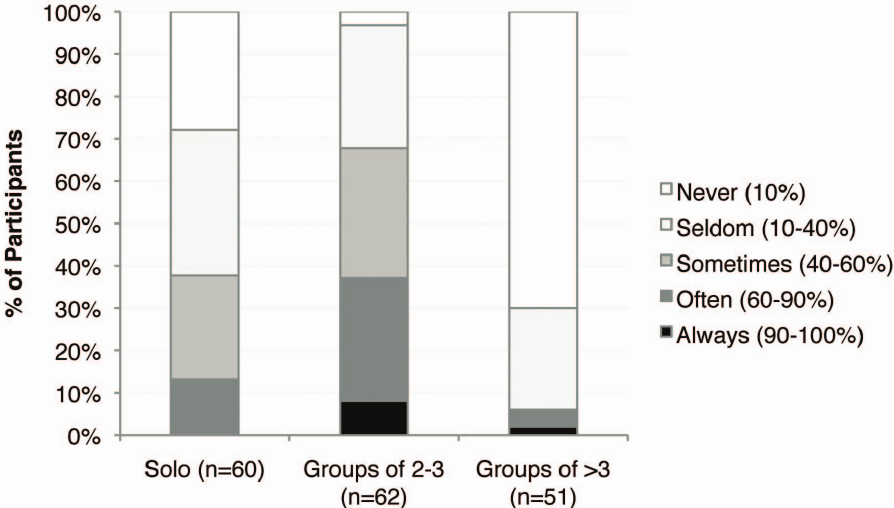 % of Participants
100%
90%
80%
70%
60%
50%
40%
30%
20%
10%
0%
Solo (n=60)
Groups of 2-3
(n=62)
Groups of >3
(n=51)
Never (10%)
Seldom (10-40%)
Sometimes (40-60%)
Often (60-90%)
Always (90-100%)